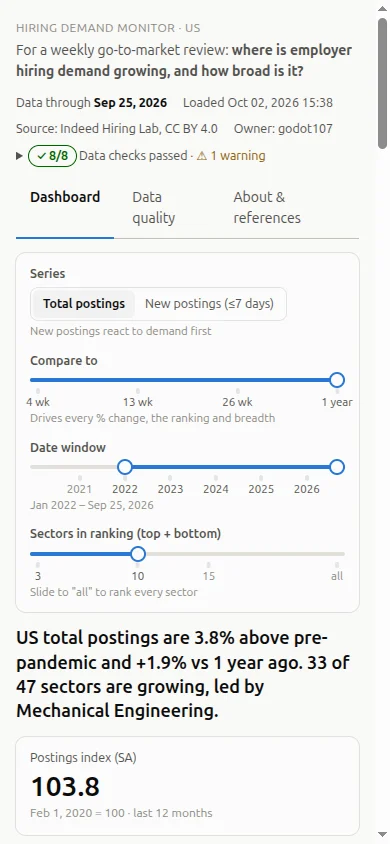 HIRING DEMAND MONITOR · US
For a weekly go-to-market review: where is employer
hiring demand growing, and how broad is it?
Data through Sep 25, 2026 Loaded Oct 02, 2026 15:38
Source: Indeed Hiring Lab, CC BY 4.0 Owner: godot107
▶ ✓ 8/8 Data checks passed · ⚠ 1 warning
Dashboard Data quality About & references
Series
Total postings New postings (≤7 days)
New postings react to demand first
Compare to
4 wk 13 wk 26 wk 1 year
Drives every % change, the ranking and breadth
Date window
2021 2022 2023 2024 2025 2026
Jan 2022 – Sep 25, 2026
Sectors in ranking (top + bottom)
3 10 15 all
Slide to "all" to rank every sector
US total postings are 3.8% above pre-
pandemic and +1.9% vs 1 year ago. 33 of
47 sectors are growing, led by
Mechanical Engineering.
Postings index (SA)
103.8
Feb 1, 2020 = 100 · last 12 months